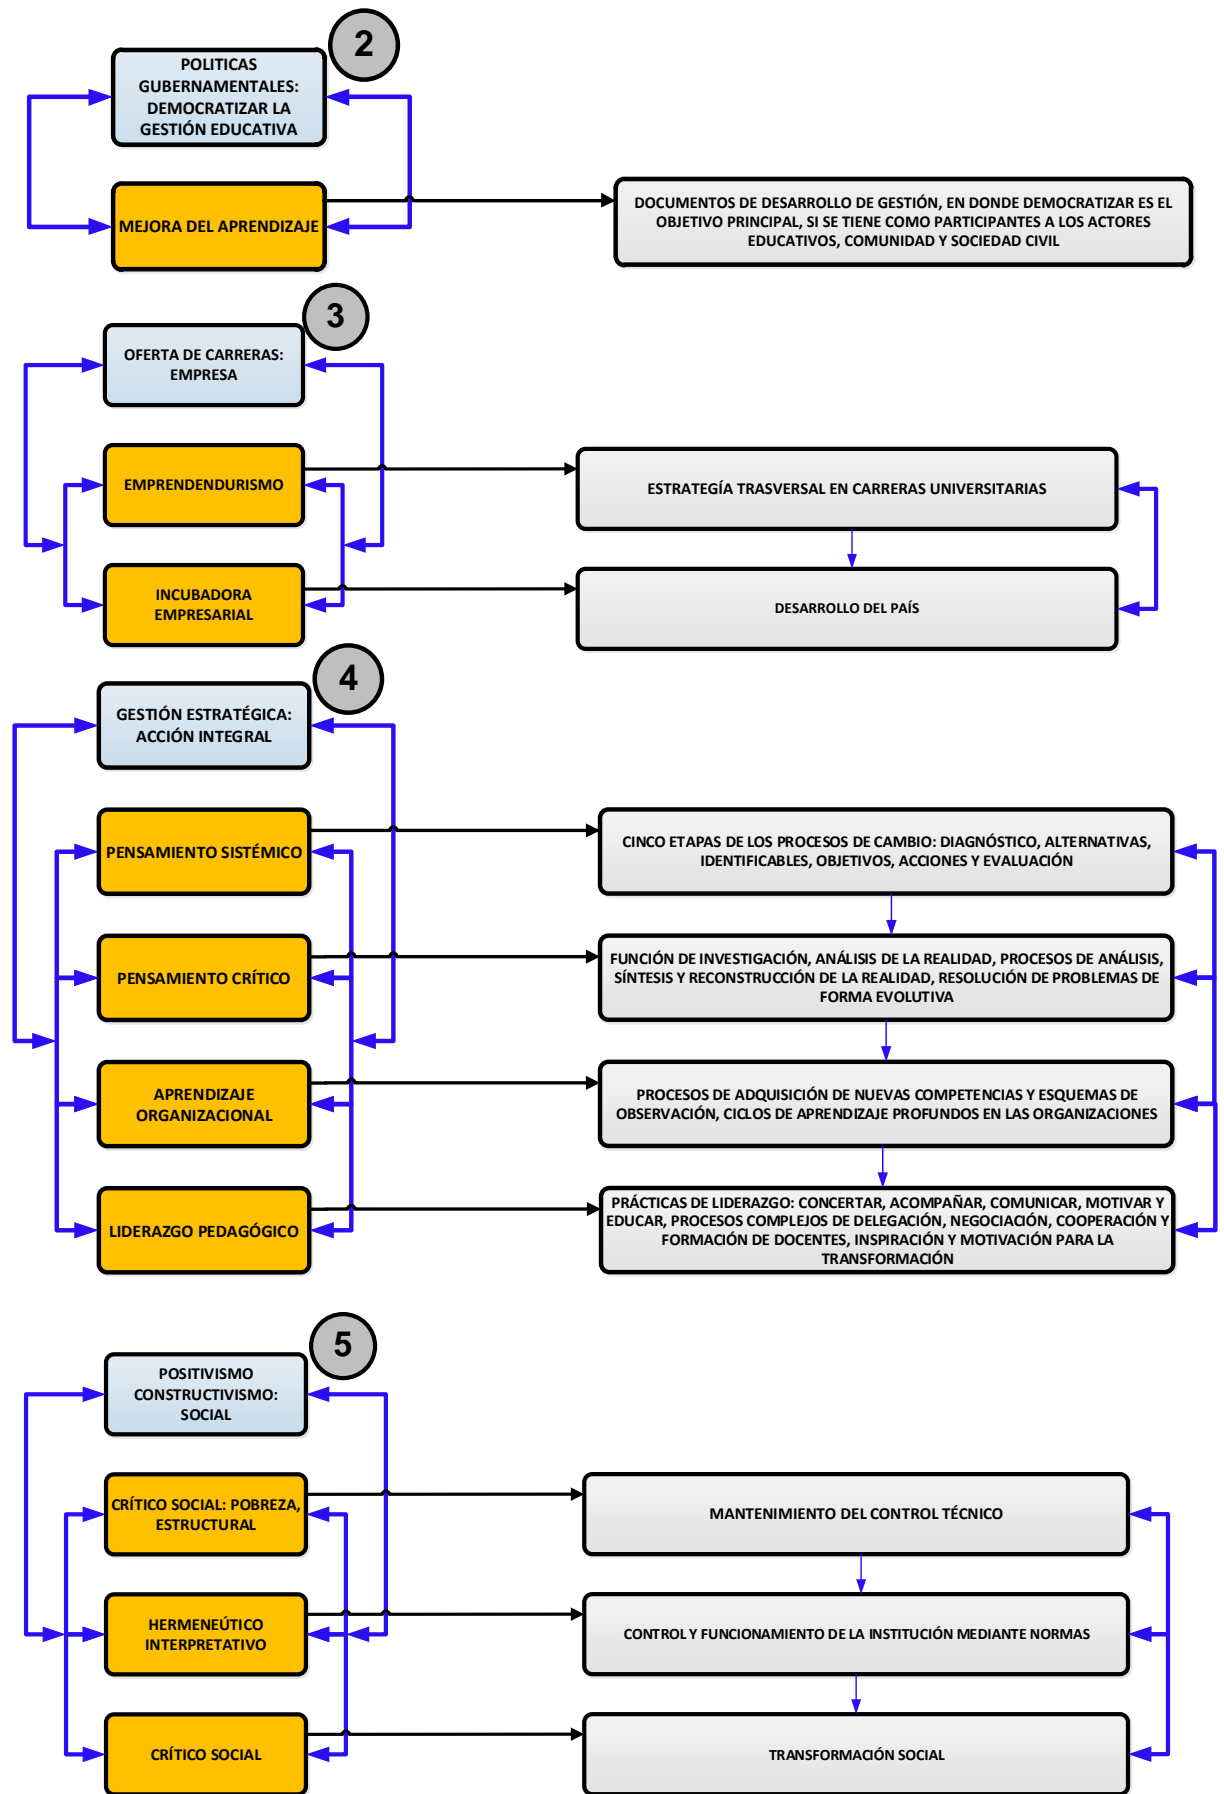 2
POLITICAS
GUBERNAMENTALES:
DEMOCRATIZAR LA
GESTIÓN EDUCATIVA
MEJORA DEL APRENDIZAJE
DOCUMENTOS DE DESARROLLO DE GESTIÓN, EN DONDE DEMOCRATIZAR ES EL
OBJETIVO PRINCIPAL, SI SE TIENE COMO PARTICIPANTES A LOS ACTORES
EDUCATIVOS, COMUNIDAD Y SOCIEDAD CIVIL
3
OFERTA DE CARRERAS:
EMPRESA
EMPRENDENDURISMO
ESTRATEGÍA TRASVERSAL EN CARRERAS UNIVERSITARIAS
INCUBADORA
EMPRESARIAL
DESARROLLO DEL PAÍS
4
GESTIÓN ESTRATÉGICA:
ACCIÓN INTEGRAL
PENSAMIENTO SISTÉMICO
CINCO ETAPAS DE LOS PROCESOS DE CAMBIO: DIAGNÓSTICO, ALTERNATIVAS,
IDENTIFICABLES, OBJETIVOS, ACCIONES Y EVALUACIÓN
PENSAMIENTO CRÍTICO
FUNCIÓN DE INVESTIGACIÓN, ANÁLISIS DE LA REALIDAD, PROCESOS DE ANÁLISIS,
SÍNTESIS Y RECONSTRUCCIÓN DE LA REALIDAD, RESOLUCIÓN DE PROBLEMAS DE
FORMA EVOLUTIVA
APRENDIZAJE
ORGANIZACIONAL
PROCESOS DE ADQUISICIÓN DE NUEVAS COMPETENCIAS Y ESQUEMAS DE
OBSERVACIÓN, CICLOS DE APRENDIZAJE PROFUNDOS EN LAS ORGANIZACIONES
LIDERAZGO PEDAGÓGICO
PRÁCTICAS DE LIDERAZGO: CONCERTAR, ACOMPAÑAR, COMUNICAR, MOTIVAR Y
EDUCAR, PROCESOS COMPLEJOS DE DELEGACIÓN, NEGOCIACIÓN, COOPERACIÓN Y
FORMACIÓN DE DOCENTES, INSPIRACIÓN Y MOTIVACIÓN PARA LA
TRANSFORMACIÓN
5
POSITIVISMO
CONSTRUCTIVISMO:
SOCIAL
CRÍTICO SOCIAL: POBREZA,
ESTRUCTURAL
MANTENIMIENTO DEL CONTROL TÉCNICO
HERMENEÚTICO
INTERPRETATIVO
CONTROL Y FUNCIONAMIENTO DE LA INSTITUCIÓN MEDIANTE NORMAS
CRÍTICO SOCIAL
TRANSFORMACIÓN SOCIAL